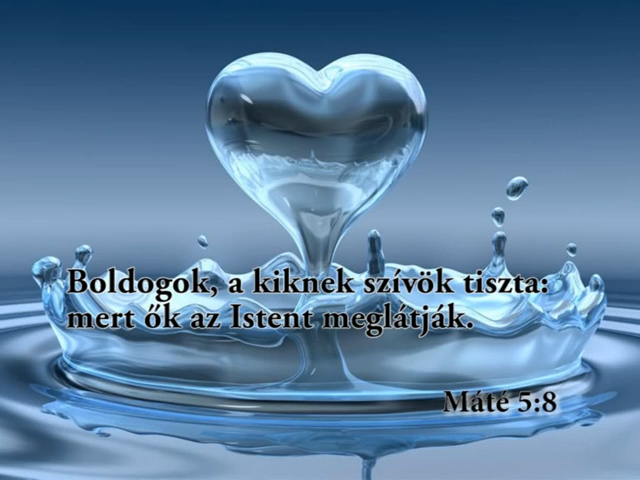 Boldogok, a kiknek szívök tiszta:
mert ők az Istent meglátják.
Máté 5:8